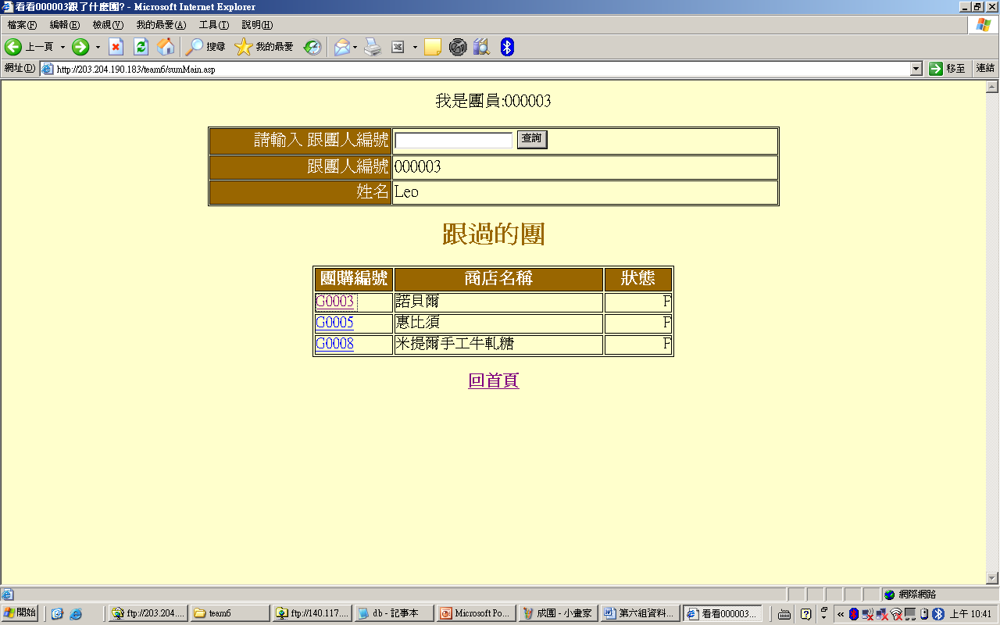 看看000003跟了什麼團? - Microsoft Internet Explorer
檔案(F) 編輯(E) 檢視(V) 我的最愛(A) 工具(T) 說明(H)
上一頁 搜尋 我的最愛
網址(D) http://203.204.190.183/team6/sumMain.asp 移至 連結
我是團員:000003
請輸入 跟團人編號 查詢
跟團人編號 000003
姓名 Leo
跟過的團
團購編號 商店名稱 狀態
G0003 諾貝爾 F
G0005 惠比須 F
G0008 米提爾手工牛軋糖 F
回首頁
網際網路
開始 ftp://203.204.... team6 ftp://140.117.... db - 記事本 Microsoft Po... 成團 - 小畫家 第六組資料... 看看000003... « 上午 10:41